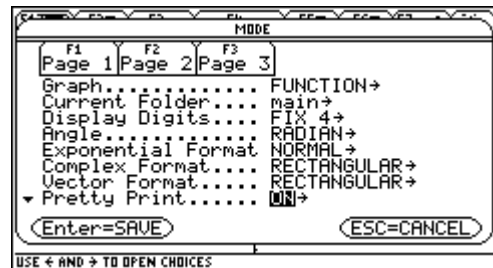 MODE
F1 F2 F3
Page 1 Page 2 Page 3
Graph............. FUNCTION→
Current Folder.... main→
Display Digits.... FIX 4→
Angle............. RADIAN→
Exponential Format NORMAL→
Complex Format.... RECTANGULAR→
Vector Format..... RECTANGULAR→
Pretty Print...... ON→
Enter=SAVE ESC=CANCEL
USE ← AND → TO OPEN CHOICES